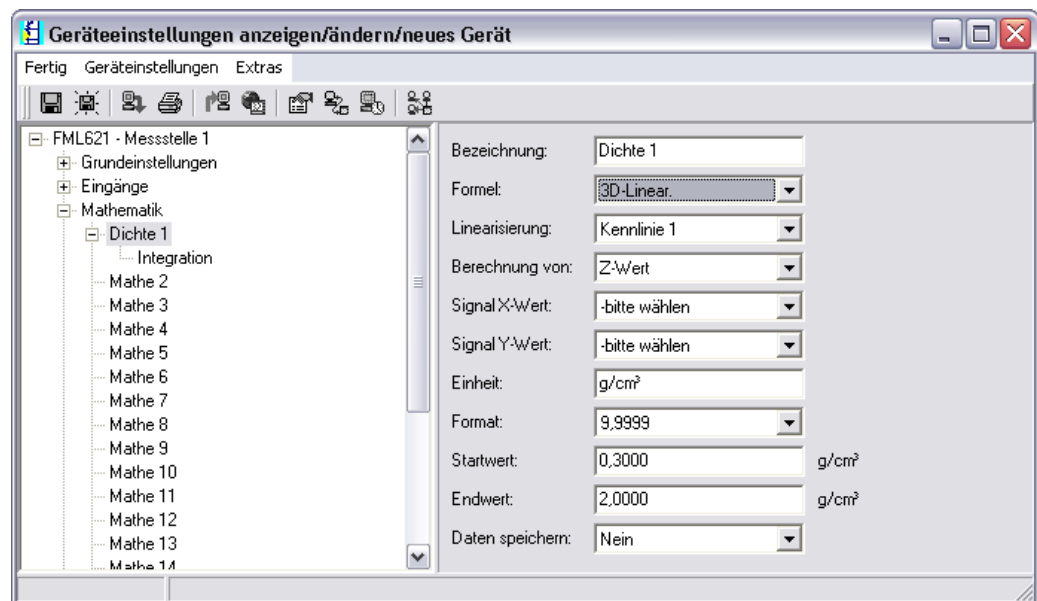 Geräteeinstellungen anzeigen/ändern/neues Gerät
Fertig Geräteinstellungen Extras
FML621 - Messstelle 1
Grundeinstellungen
Eingänge
Mathematik
Dichte 1
Integration
Mathe 2
Mathe 3
Mathe 4
Mathe 5
Mathe 6
Mathe 7
Mathe 8
Mathe 9
Mathe 10
Mathe 11
Mathe 12
Mathe 13
Mathe 14
Bezeichnung: Dichte 1
Formel: 3D-Linear.
Linearisierung: Kennlinie 1
Berechnung von: Z-Wert
Signal X-Wert: -bitte wählen
Signal Y-Wert: -bitte wählen
Einheit: g/cm³
Format: 9,9999
Startwert: 0,3000 g/cm³
Endwert: 2,0000 g/cm³
Daten speichern: Nein